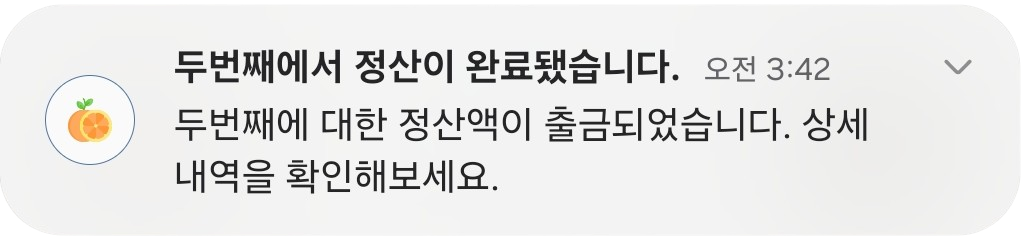 두번째에서 정산이 완료됐습니다. 오전 3:42
두번째에 대한 정산액이 출금되었습니다. 상세
내역을 확인해보세요.